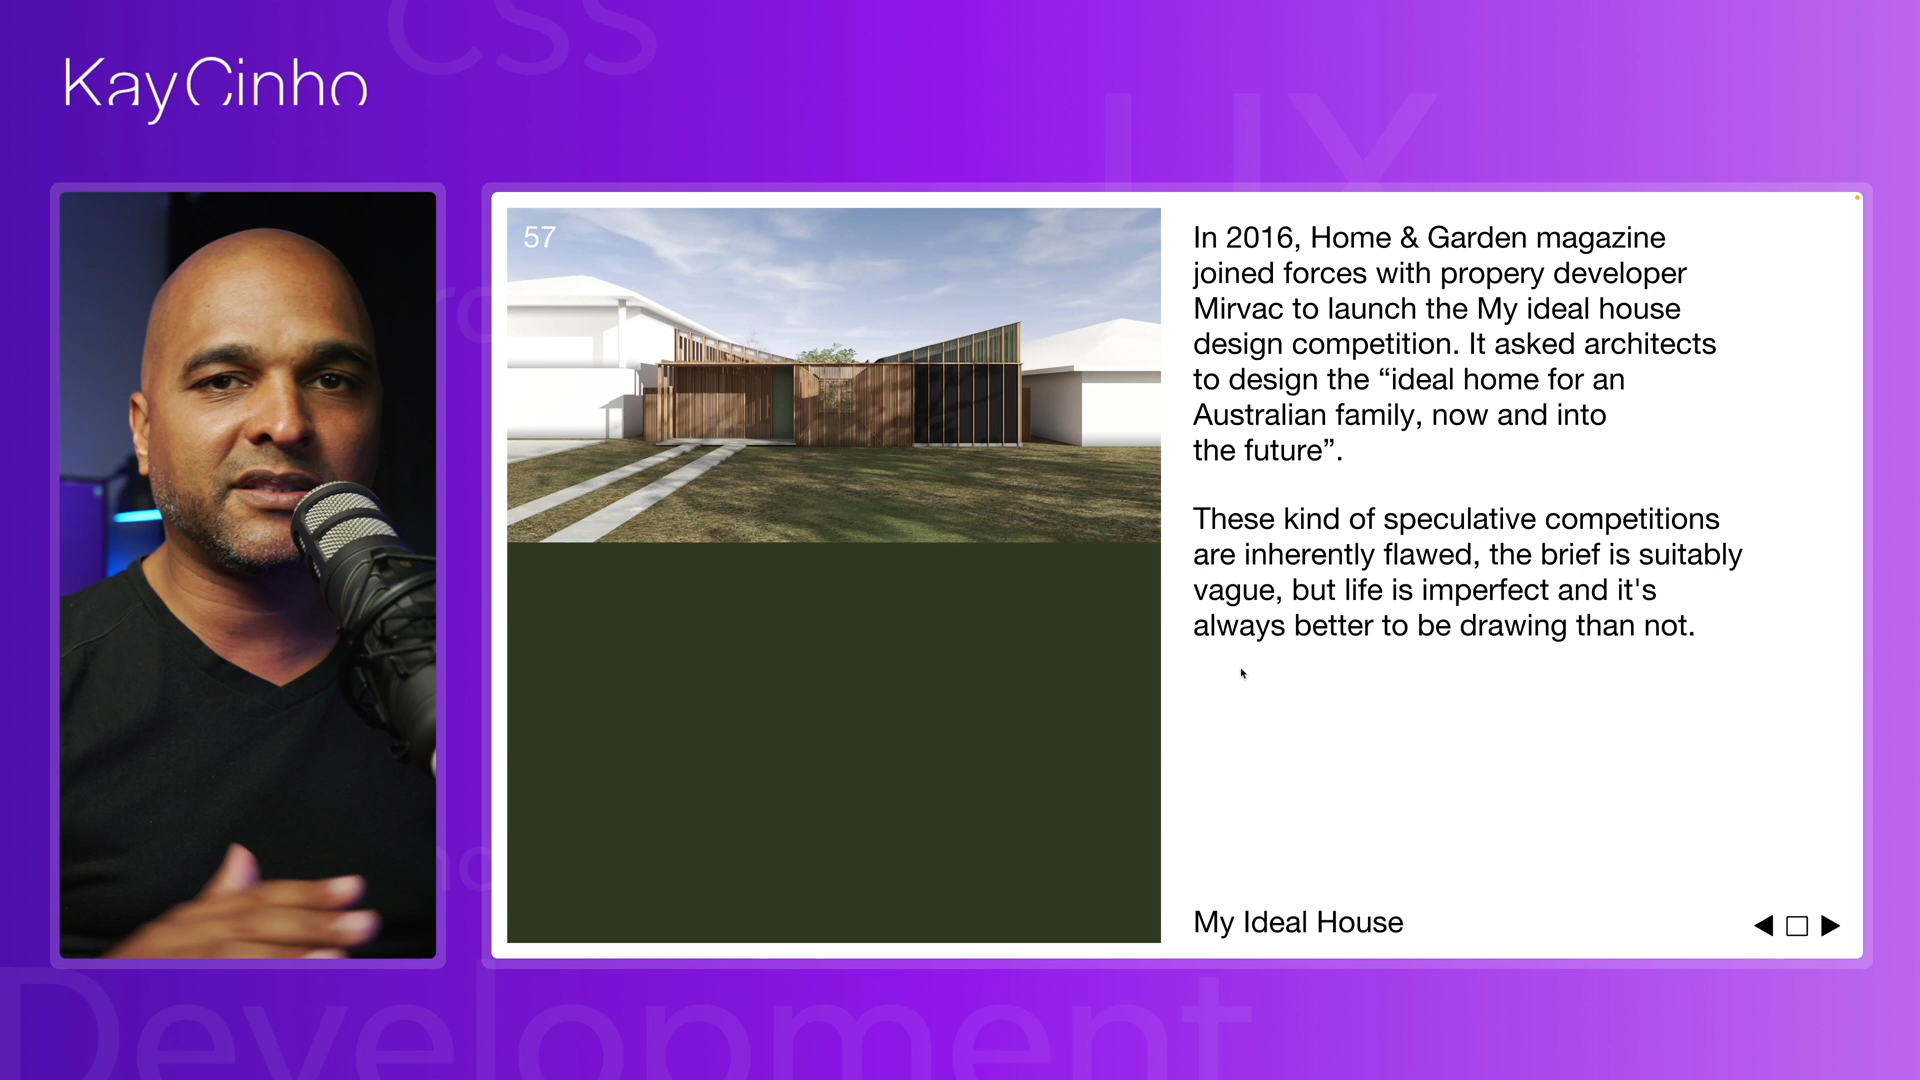 CSS
KayCinho
UX
57
In 2016, Home & Garden magazine
joined forces with propery developer
Mirvac to launch the My ideal house
design competition. It asked architects
to design the “ideal home for an
Australian family, now and into
the future”.
These kind of speculative competitions
are inherently flawed, the brief is suitably
vague, but life is imperfect and it's
always better to be drawing than not.
My Ideal House
Development